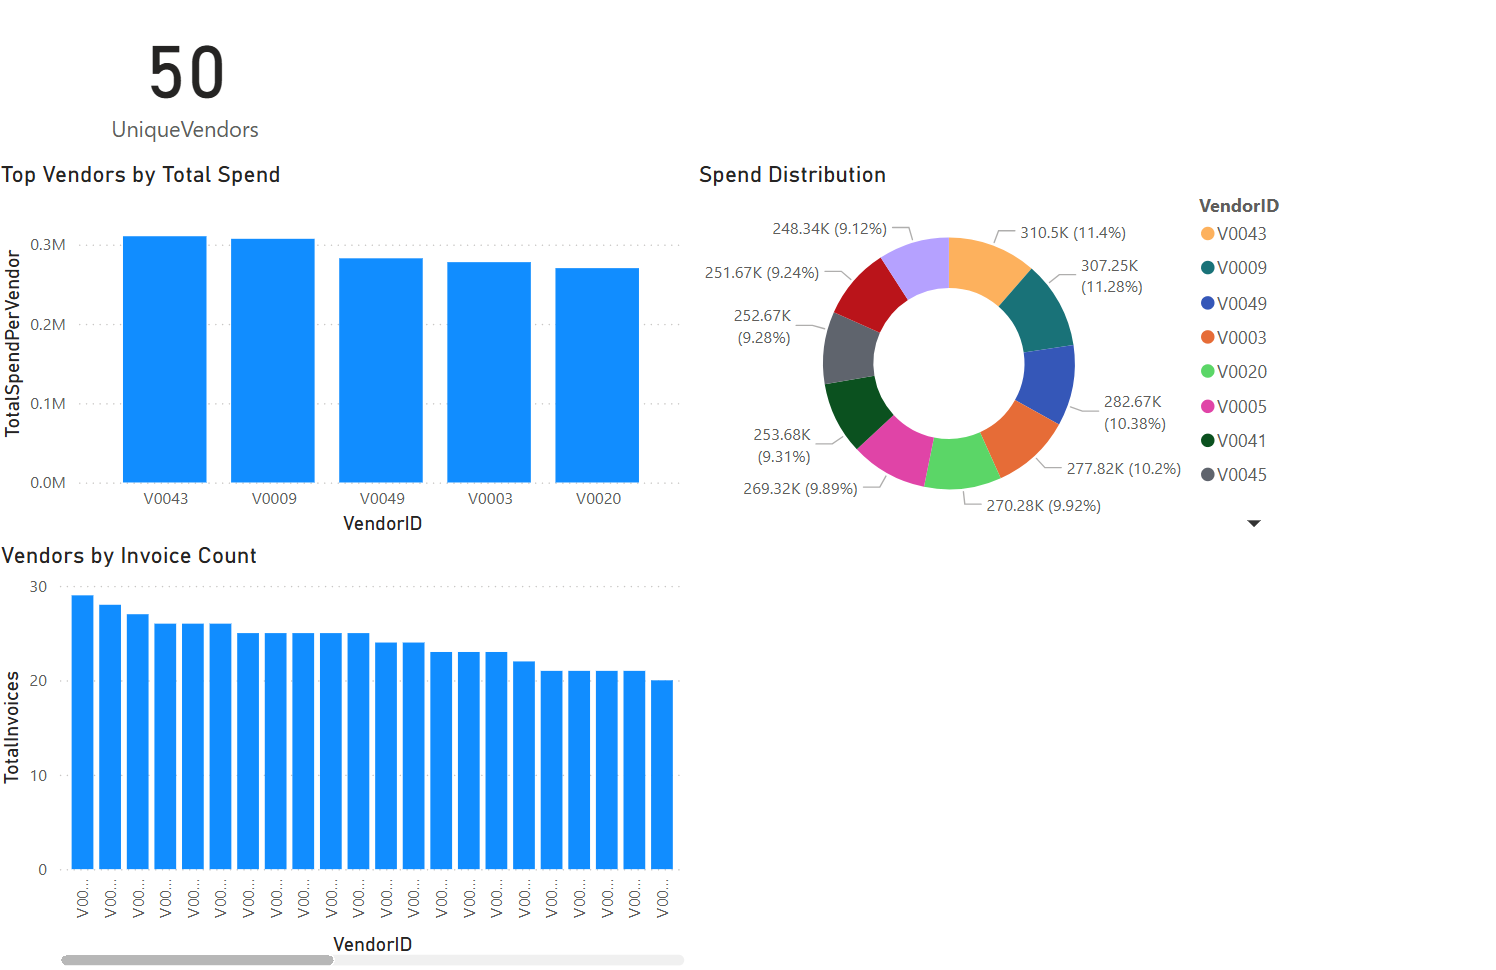 50
UniqueVendors
Top Vendors by Total Spend
TotalSpendPerVendor
0.3M
0.2M
0.1M
0.0M
V0043 V0009 V0049 V0003 V0020
VendorID
Spend Distribution
310.5K (11.4%)
307.25K
(11.28%)
282.67K
(10.38%)
277.82K (10.2%)
270.28K (9.92%)
269.32K (9.89%)
253.68K
(9.31%)
252.67K
(9.28%)
251.67K (9.24%)
248.34K (9.12%)
VendorID
V0043
V0009
V0049
V0003
V0020
V0005
V0041
V0045
Vendors by Invoice Count
TotalInvoices
30
20
10
0
V00... V00... V00... V00... V00... V00... V00... V00... V00... V00... V00... V00... V00... V00... V00... V00... V00... V00... V00... V00... V00... V00...
VendorID